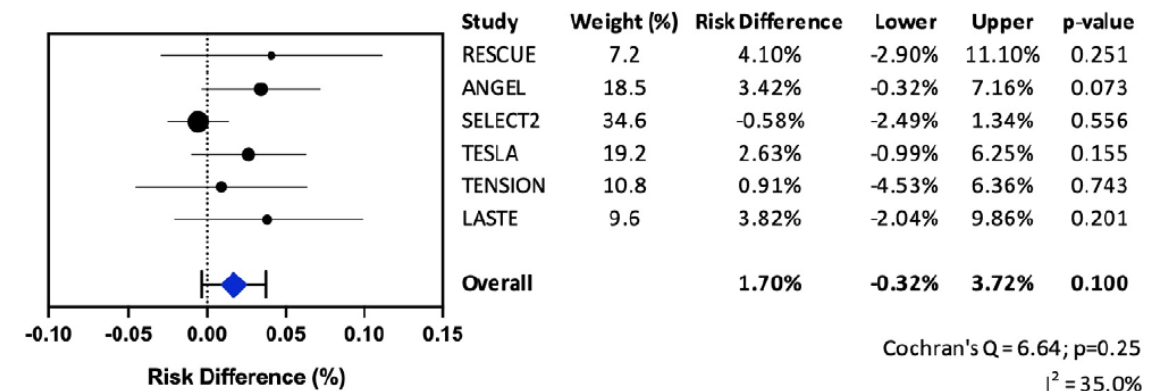 Study Weight (%) Risk Difference Lower Upper p-value
RESCUE 7.2 4.10% -2.90% 11.10% 0.251
ANGEL 18.5 3.42% -0.32% 7.16% 0.073
SELECT2 34.6 -0.58% -2.49% 1.34% 0.556
TESLA 19.2 2.63% -0.99% 6.25% 0.155
TENSION 10.8 0.91% -4.53% 6.36% 0.743
LASTE 9.6 3.82% -2.04% 9.86% 0.201
Overall 1.70% -0.32% 3.72% 0.100
-0.10 -0.05 0.00 0.05 0.10 0.15
Risk Difference (%)
Cochran's Q = 6.64; p=0.25
I² = 35.0%